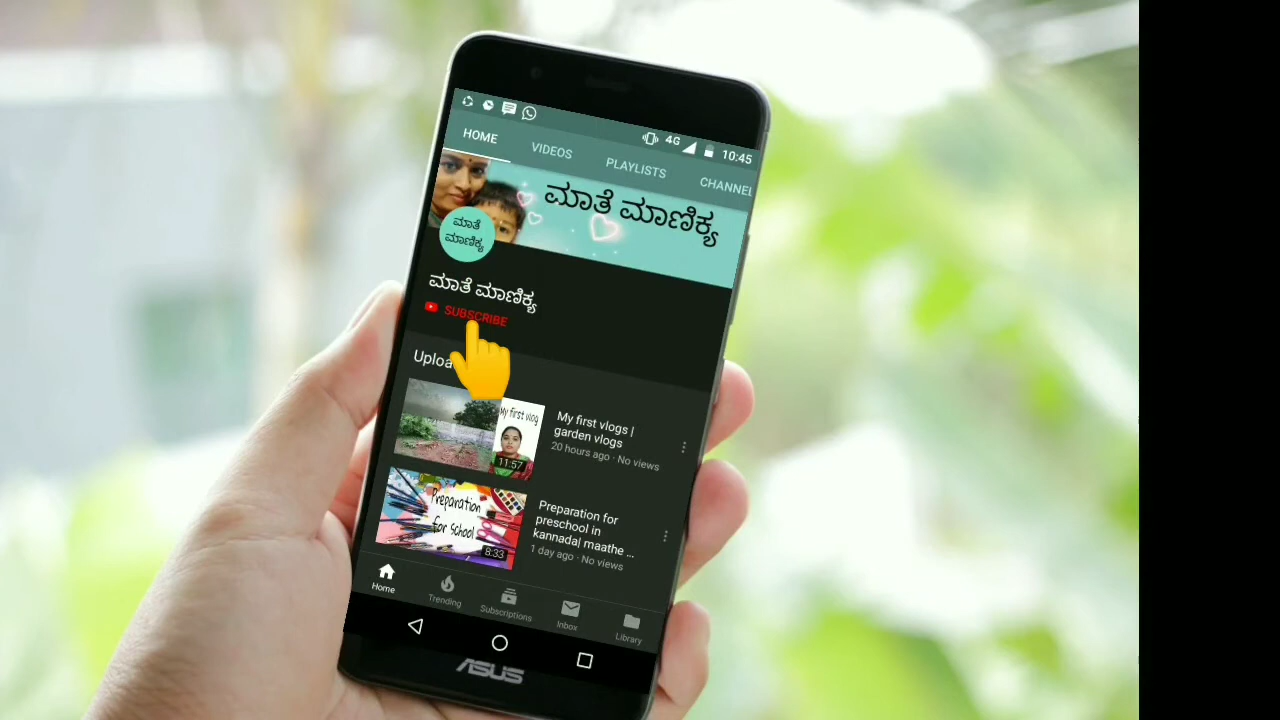 4G 10:45
HOME VIDEOS PLAYLISTS CHANNEL
ಮಾತೆ ಮಾಣಿಕ್ಯ
ಮಾತೆ
ಮಾಣಿಕ್ಯ
ಮಾತೆ ಮಾಣಿಕ್ಯ
SUBSCRIBE
Uploa
My first vlog
11:57
My first vlogs |
garden vlogs
20 hours ago · No views
Preparation
for school
8:33
Preparation for
preschool in
kannada| maathe ...
1 day ago · No views
Home Trending Subscriptions Inbox Library
ASUS